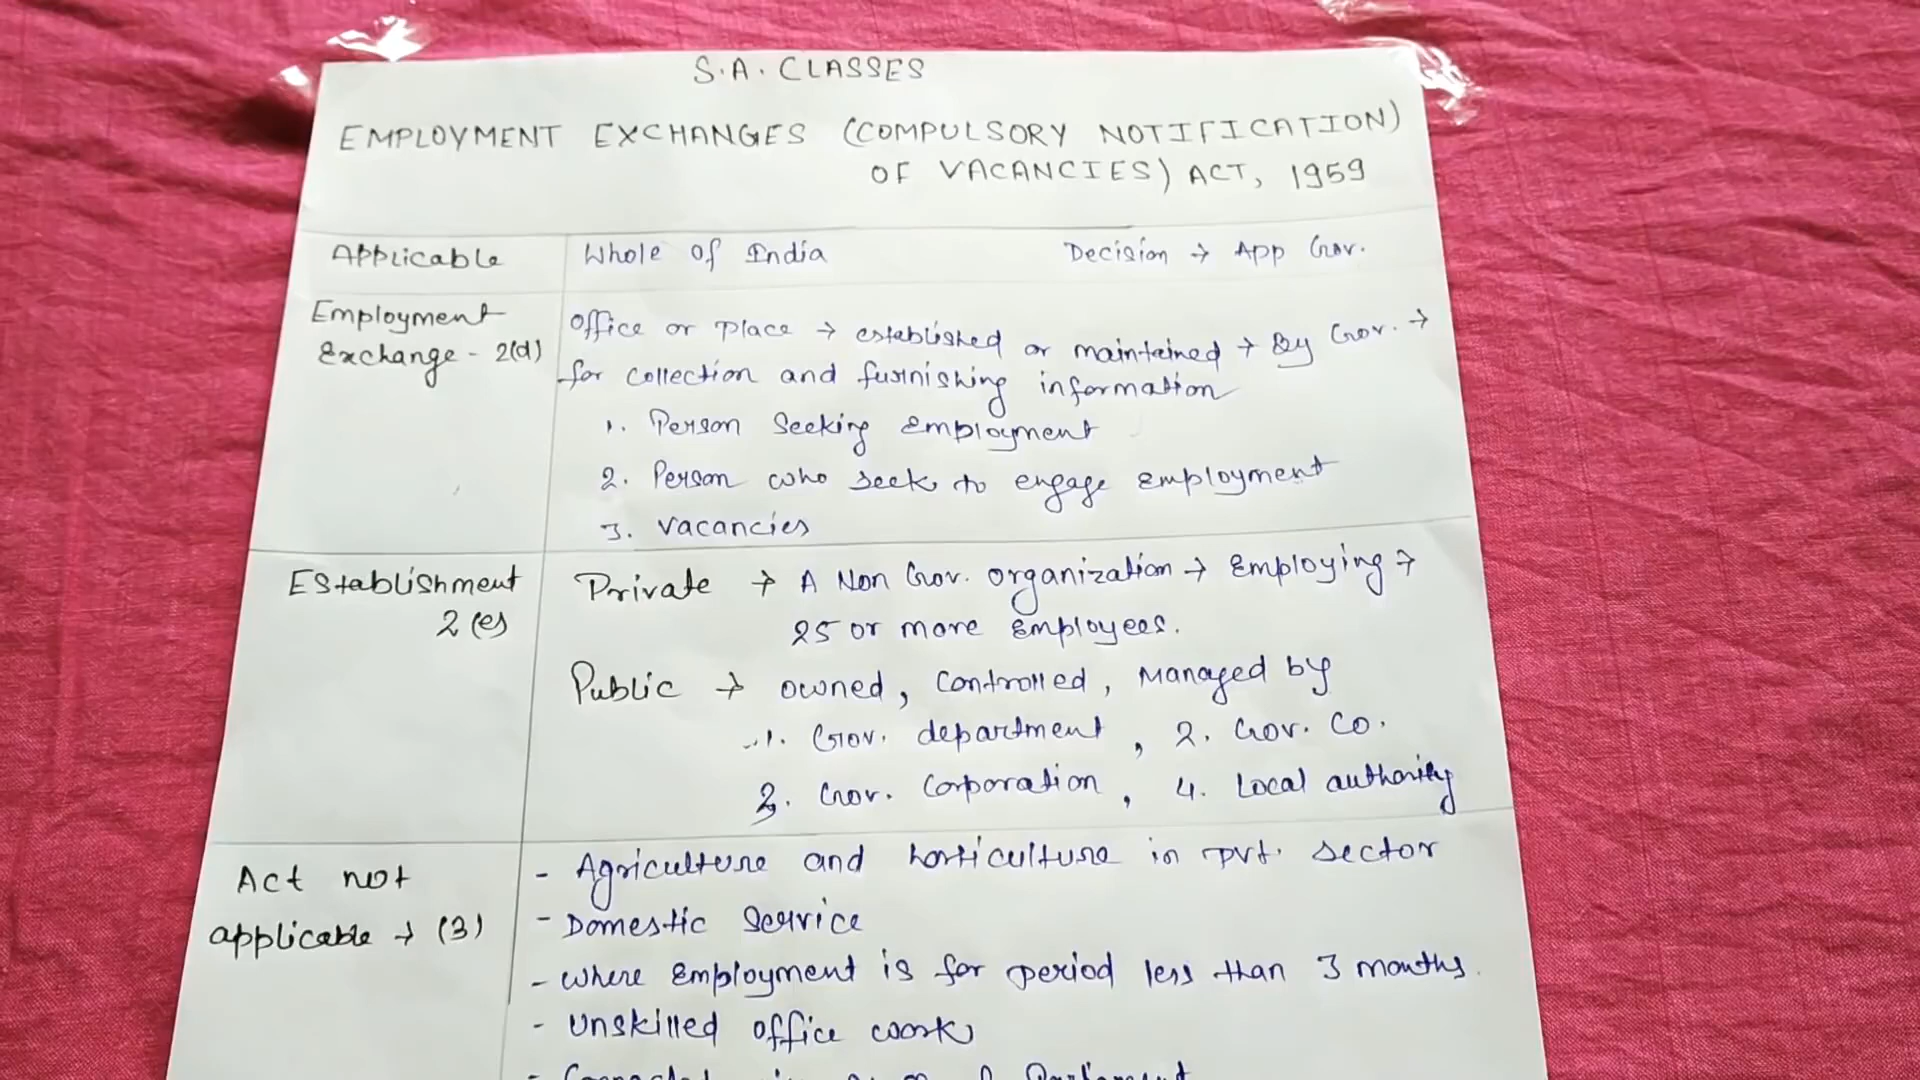 S.A. CLASSES
EMPLOYMENT EXCHANGES (COMPULSORY NOTIFICATION)
OF VACANCIES) ACT, 1959
Applicable
Whole of India
Decision → App Gov.
Employment
Exchange - 2(d)
Office or place → established or maintained → By Gov. →
for collection and furnishing information
1. Person Seeking Employment
2. Person who seek to engage Employment
3. Vacancies
Establishment
2(e)
Private → A Non Gov. organization → Employing →
25 or more Employees.
Public → owned, controlled, Managed by
1. Gov. department, 2. Gov. Co.
3. Gov. Corporation, 4. Local authority
Act not
applicable → (3)
- Agriculture and horticulture in pvt. sector
- Domestic Service
- Where Employment is for period less than 3 months.
- Unskilled office work
- Parliament